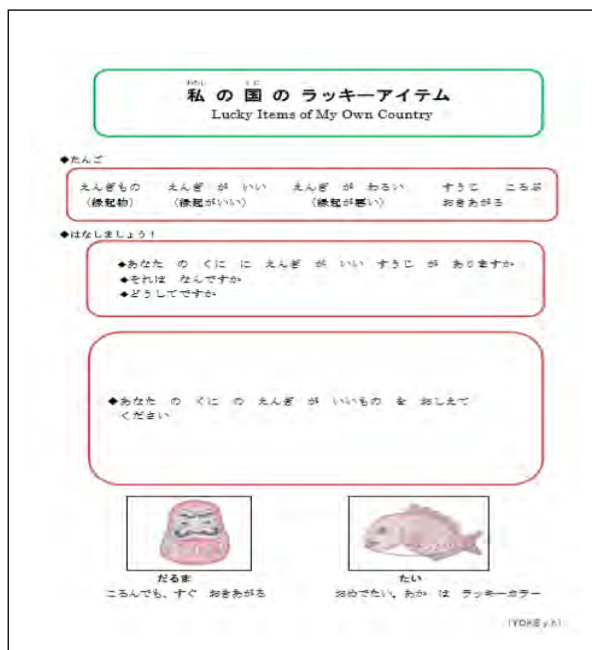 わたし くに
私 の 国 の ラッキーアイテム
Lucky Items of My Own Country
◆たんご
えんぎもの えんぎ が いい えんぎ が わるい すうじ ころぶ
（縁起物） （縁起がいい） （縁起が悪い） おきあがる
◆はなしましょう！
◆あなた の くに に えんぎ が いい すうじ が ありますか
◆それは なんですか
◆どうしてですか
◆あなた の くに の えんぎ が いいもの を おしえて
ください
だるま
ころんでも、すぐ おきあがる
たい
おめでたい、あか は ラッキーカラー
(YOKE y.h)